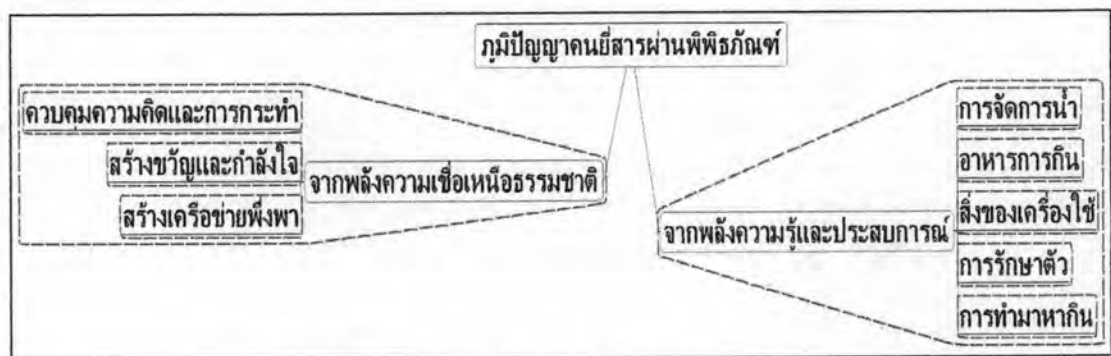 ภูมิปัญญาคนยี่สารผ่านพิพิธภัณฑ์
ควบคุมความคิดและการกระทำ
สร้างขวัญและกำลังใจ
สร้างเครือข่ายพึ่งพา
จากพลังความเชื่อเหนือธรรมชาติ
จากพลังความรู้และประสบการณ์
การจัดการน้ำ
อาหารการกิน
สิ่งของเครื่องใช้
การรักษาตัว
การทำมาหากิน